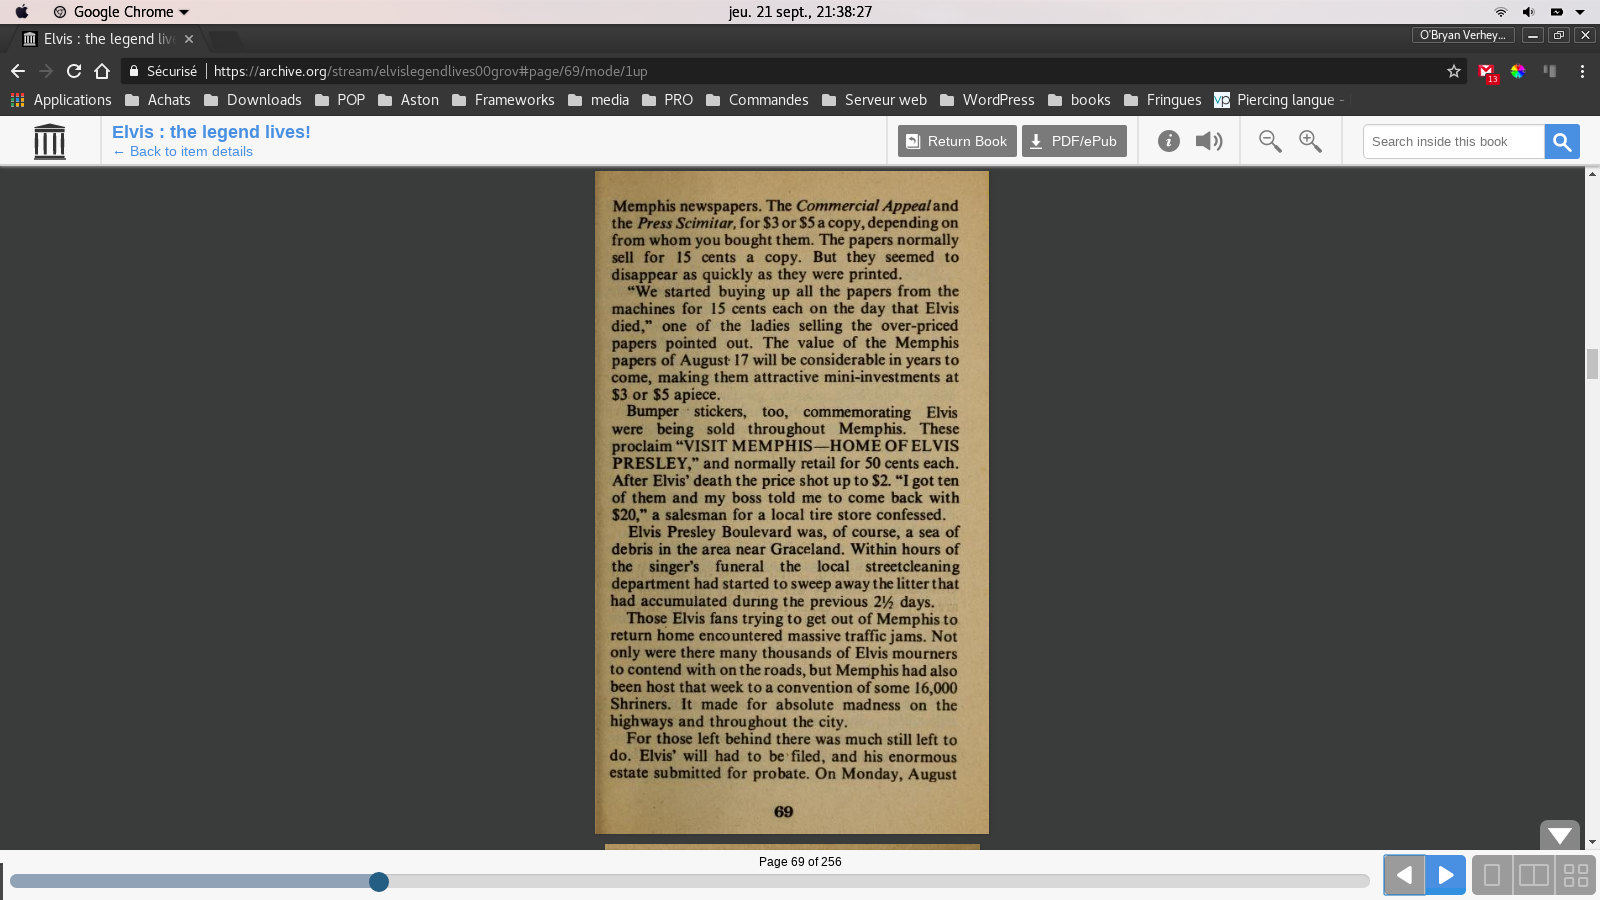 Google Chrome
jeu. 21 sept., 21:38:27
Elvis : the legend live
O'Bryan Verhey...
Sécurisé
https://archive.org/stream/elvislegendlives00grov#page/69/mode/1up
13
Applications
Achats
Downloads
POP
Aston
Frameworks
media
PRO
Commandes
Serveur web
WordPress
books
Fringues
vp
Piercing langue -
Elvis : the legend lives!
← Back to item details
Return Book
PDF/ePub
Search inside this book
Memphis newspapers. The Commercial Appeal and
the Press Scimitar, for $3 or $5 a copy, depending on
from whom you bought them. The papers normally
sell for 15 cents a copy. But they seemed to
disappear as quickly as they were printed.
“We started buying up all the papers from the
machines for 15 cents each on the day that Elvis
died,” one of the ladies selling the over-priced
papers pointed out. The value of the Memphis
papers of August 17 will be considerable in years to
come, making them attractive mini-investments at
$3 or $5 apiece.
Bumper stickers, too, commemorating Elvis
were being sold throughout Memphis. These
proclaim “VISIT MEMPHIS—HOME OF ELVIS
PRESLEY,” and normally retail for 50 cents each.
After Elvis’ death the price shot up to $2. “I got ten
of them and my boss told me to come back with
$20,” a salesman for a local tire store confessed.
Elvis Presley Boulevard was, of course, a sea of
debris in the area near Graceland. Within hours of
the singer’s funeral the local streetcleaning
department had started to sweep away the litter that
had accumulated during the previous 2½ days.
Those Elvis fans trying to get out of Memphis to
return home encountered massive traffic jams. Not
only were there many thousands of Elvis mourners
to contend with on the roads, but Memphis had also
been host that week to a convention of some 16,000
Shriners. It made for absolute madness on the
highways and throughout the city.
For those left behind there was much still left to
do. Elvis’ will had to be filed, and his enormous
estate submitted for probate. On Monday, August
69
Page 69 of 256